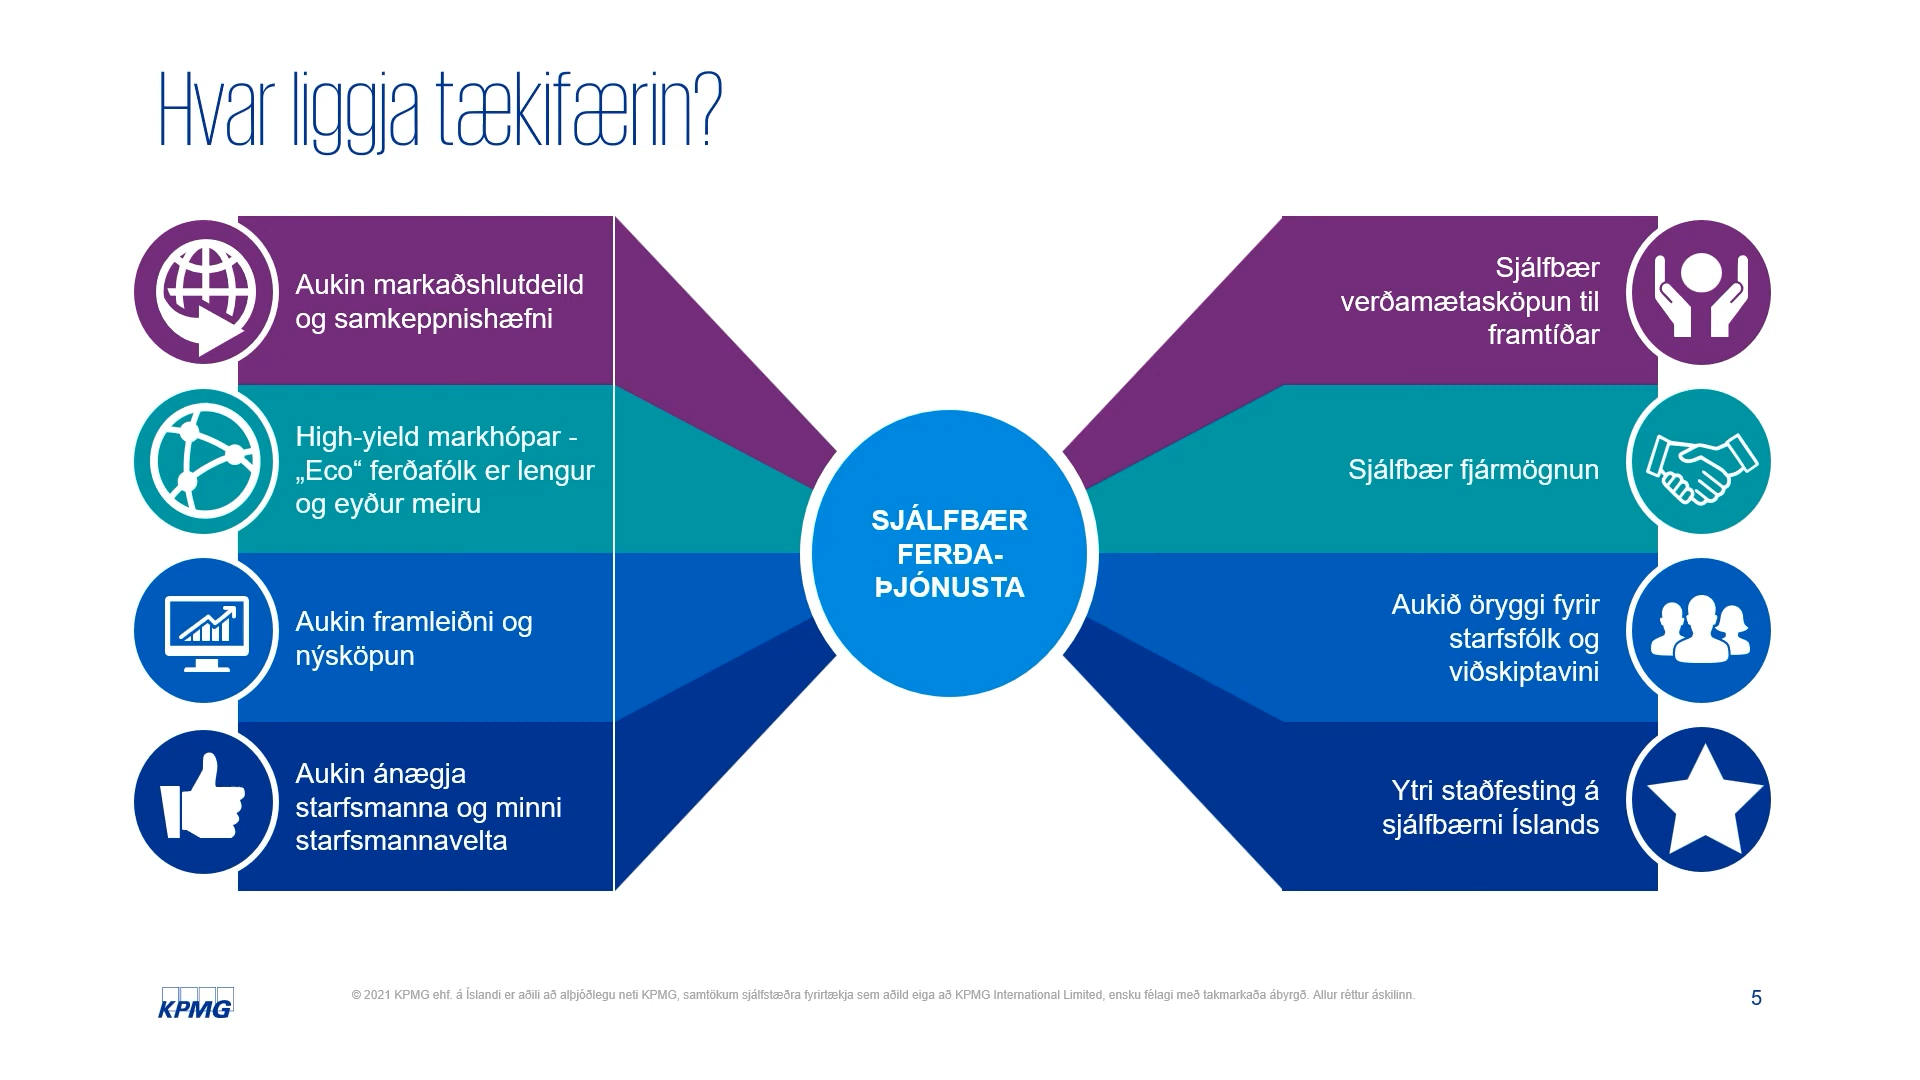 Hvar liggja tækifærin?
Aukin markaðshlutdeild
og samkeppnishæfni
High-yield markhópar -
„Eco“ ferðafólk er lengur
og eyður meiru
Aukin framleiðni og
nýsköpun
Aukin ánægja
starfsmanna og minni
starfsmannavelta
SJÁLFBÆR
FERÐA-
ÞJÓNUSTA
Sjálfbær
verðamætasköpun til
framtíðar
Sjálfbær fjármögnun
Aukið öryggi fyrir
starfsfólk og
viðskiptavini
Ytri staðfesting á
sjálfbærni Íslands
KPMG
© 2021 KPMG ehf. á Íslandi er aðili að alþjóðlegu neti KPMG, samtökum sjálfstæðra fyrirtækja sem aðild eiga að KPMG International Limited, ensku félagi með takmarkaða ábyrgð. Allur réttur áskilinn.
5